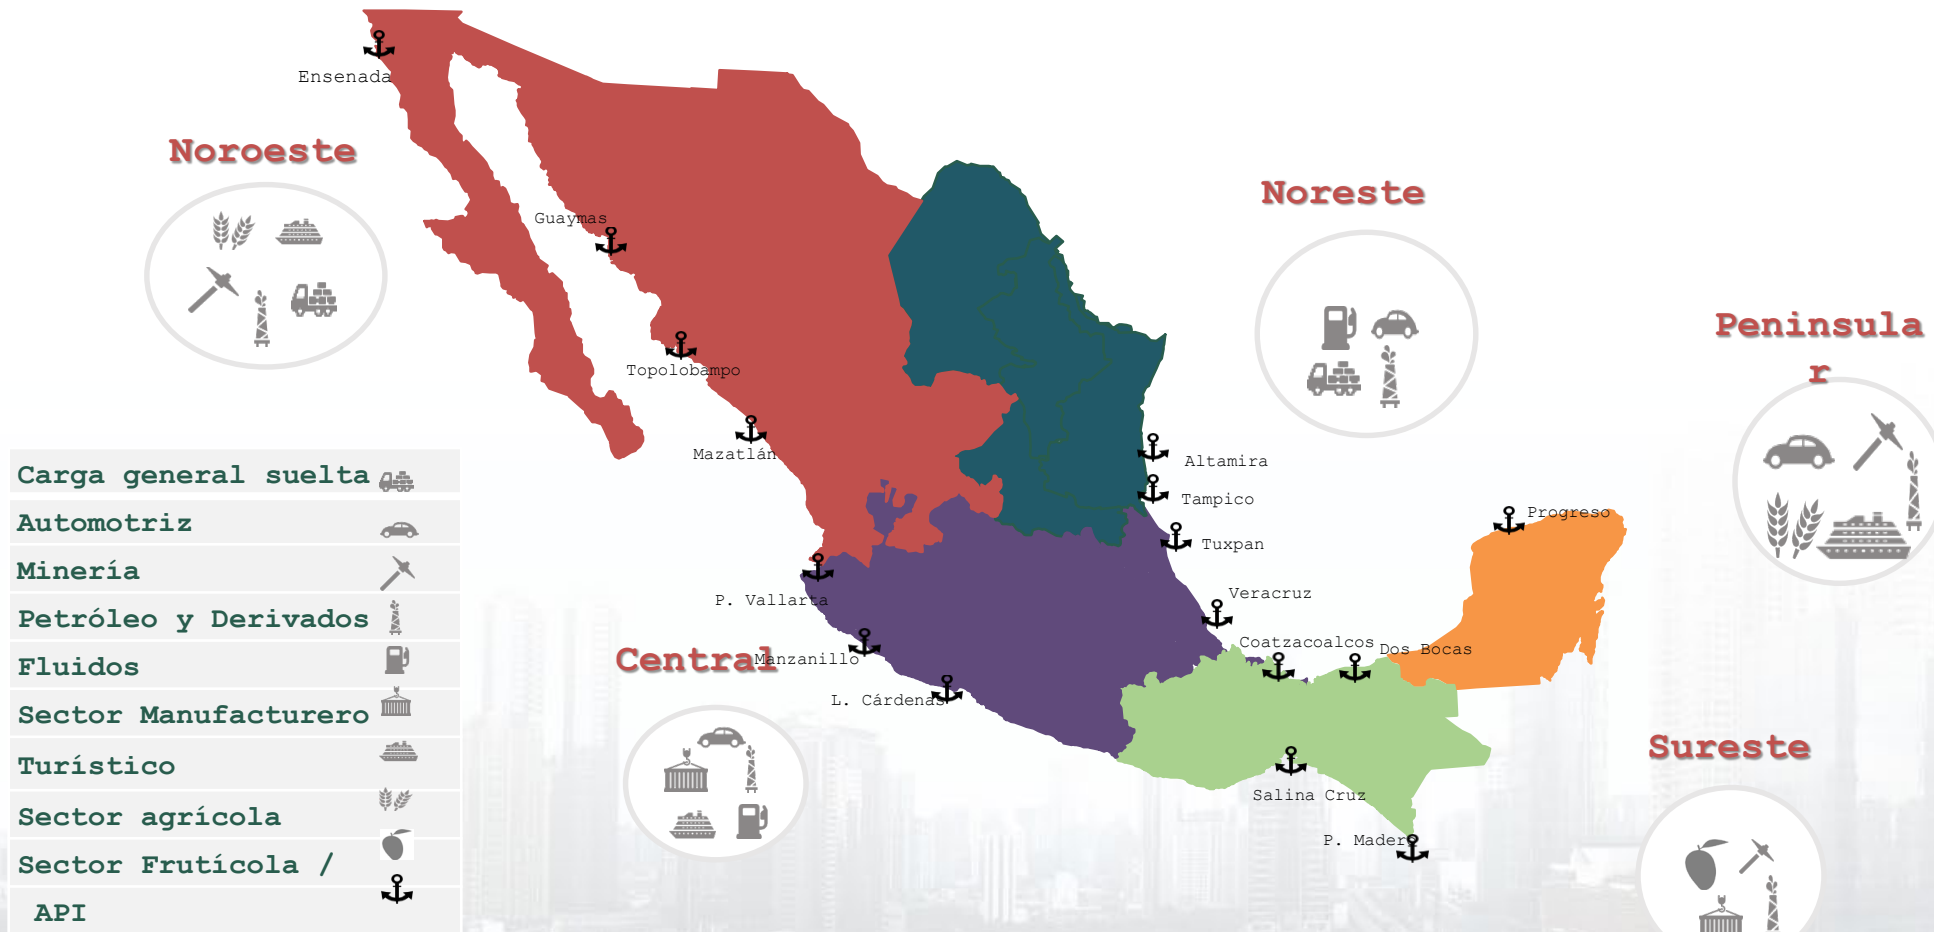 Ensenada
Noroeste
Noreste
Guaymas
Peninsula
r
Topolobampo
Mazatlán
Altamira
Tampico
Tuxpan
Progreso
P. Vallarta
Veracruz
Coatzacoalcos
Dos Bocas
Central
Manzanillo
L. Cárdenas
Sureste
Salina Cruz
P. Mader
Carga general suelta
Automotriz
Minería
Petróleo y Derivados
Fluidos
Sector Manufacturero
Turístico
Sector agrícola
Sector Frutícola /
API